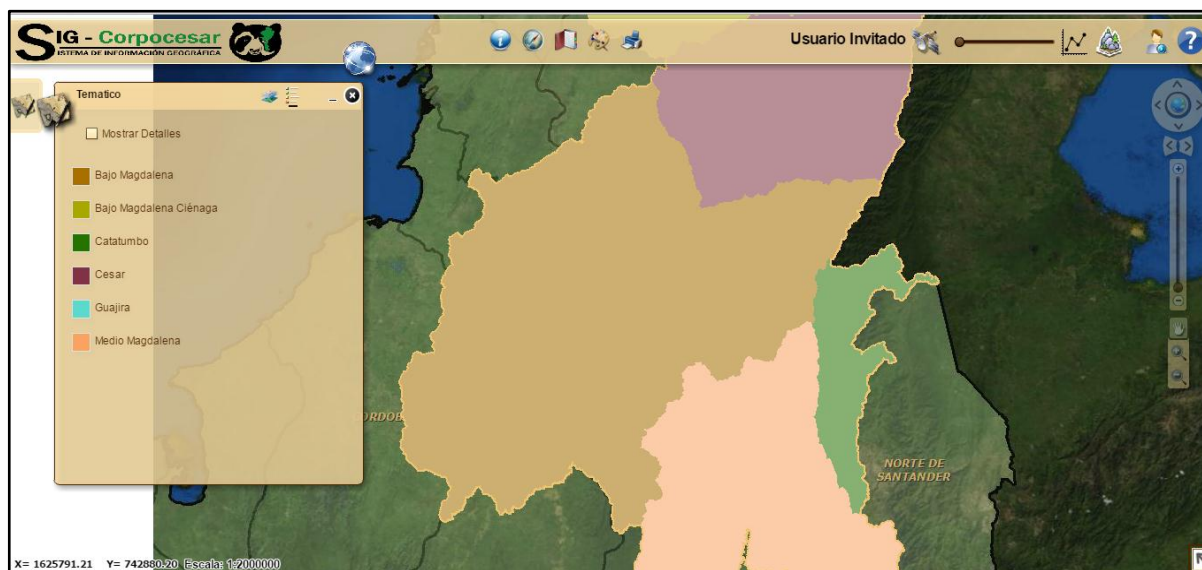 SIG - Corpocesar
SISTEMA DE INFORMACIÓN GEOGRÁFICA
Usuario Invitado
Tematico
Mostrar Detalles
Bajo Magdalena
Bajo Magdalena Ciénaga
Catatumbo
Cesar
Guajira
Medio Magdalena
NORTE DE
SANTANDER
X= 1625791.21 Y= 742880.20 Escala: 1:2000000